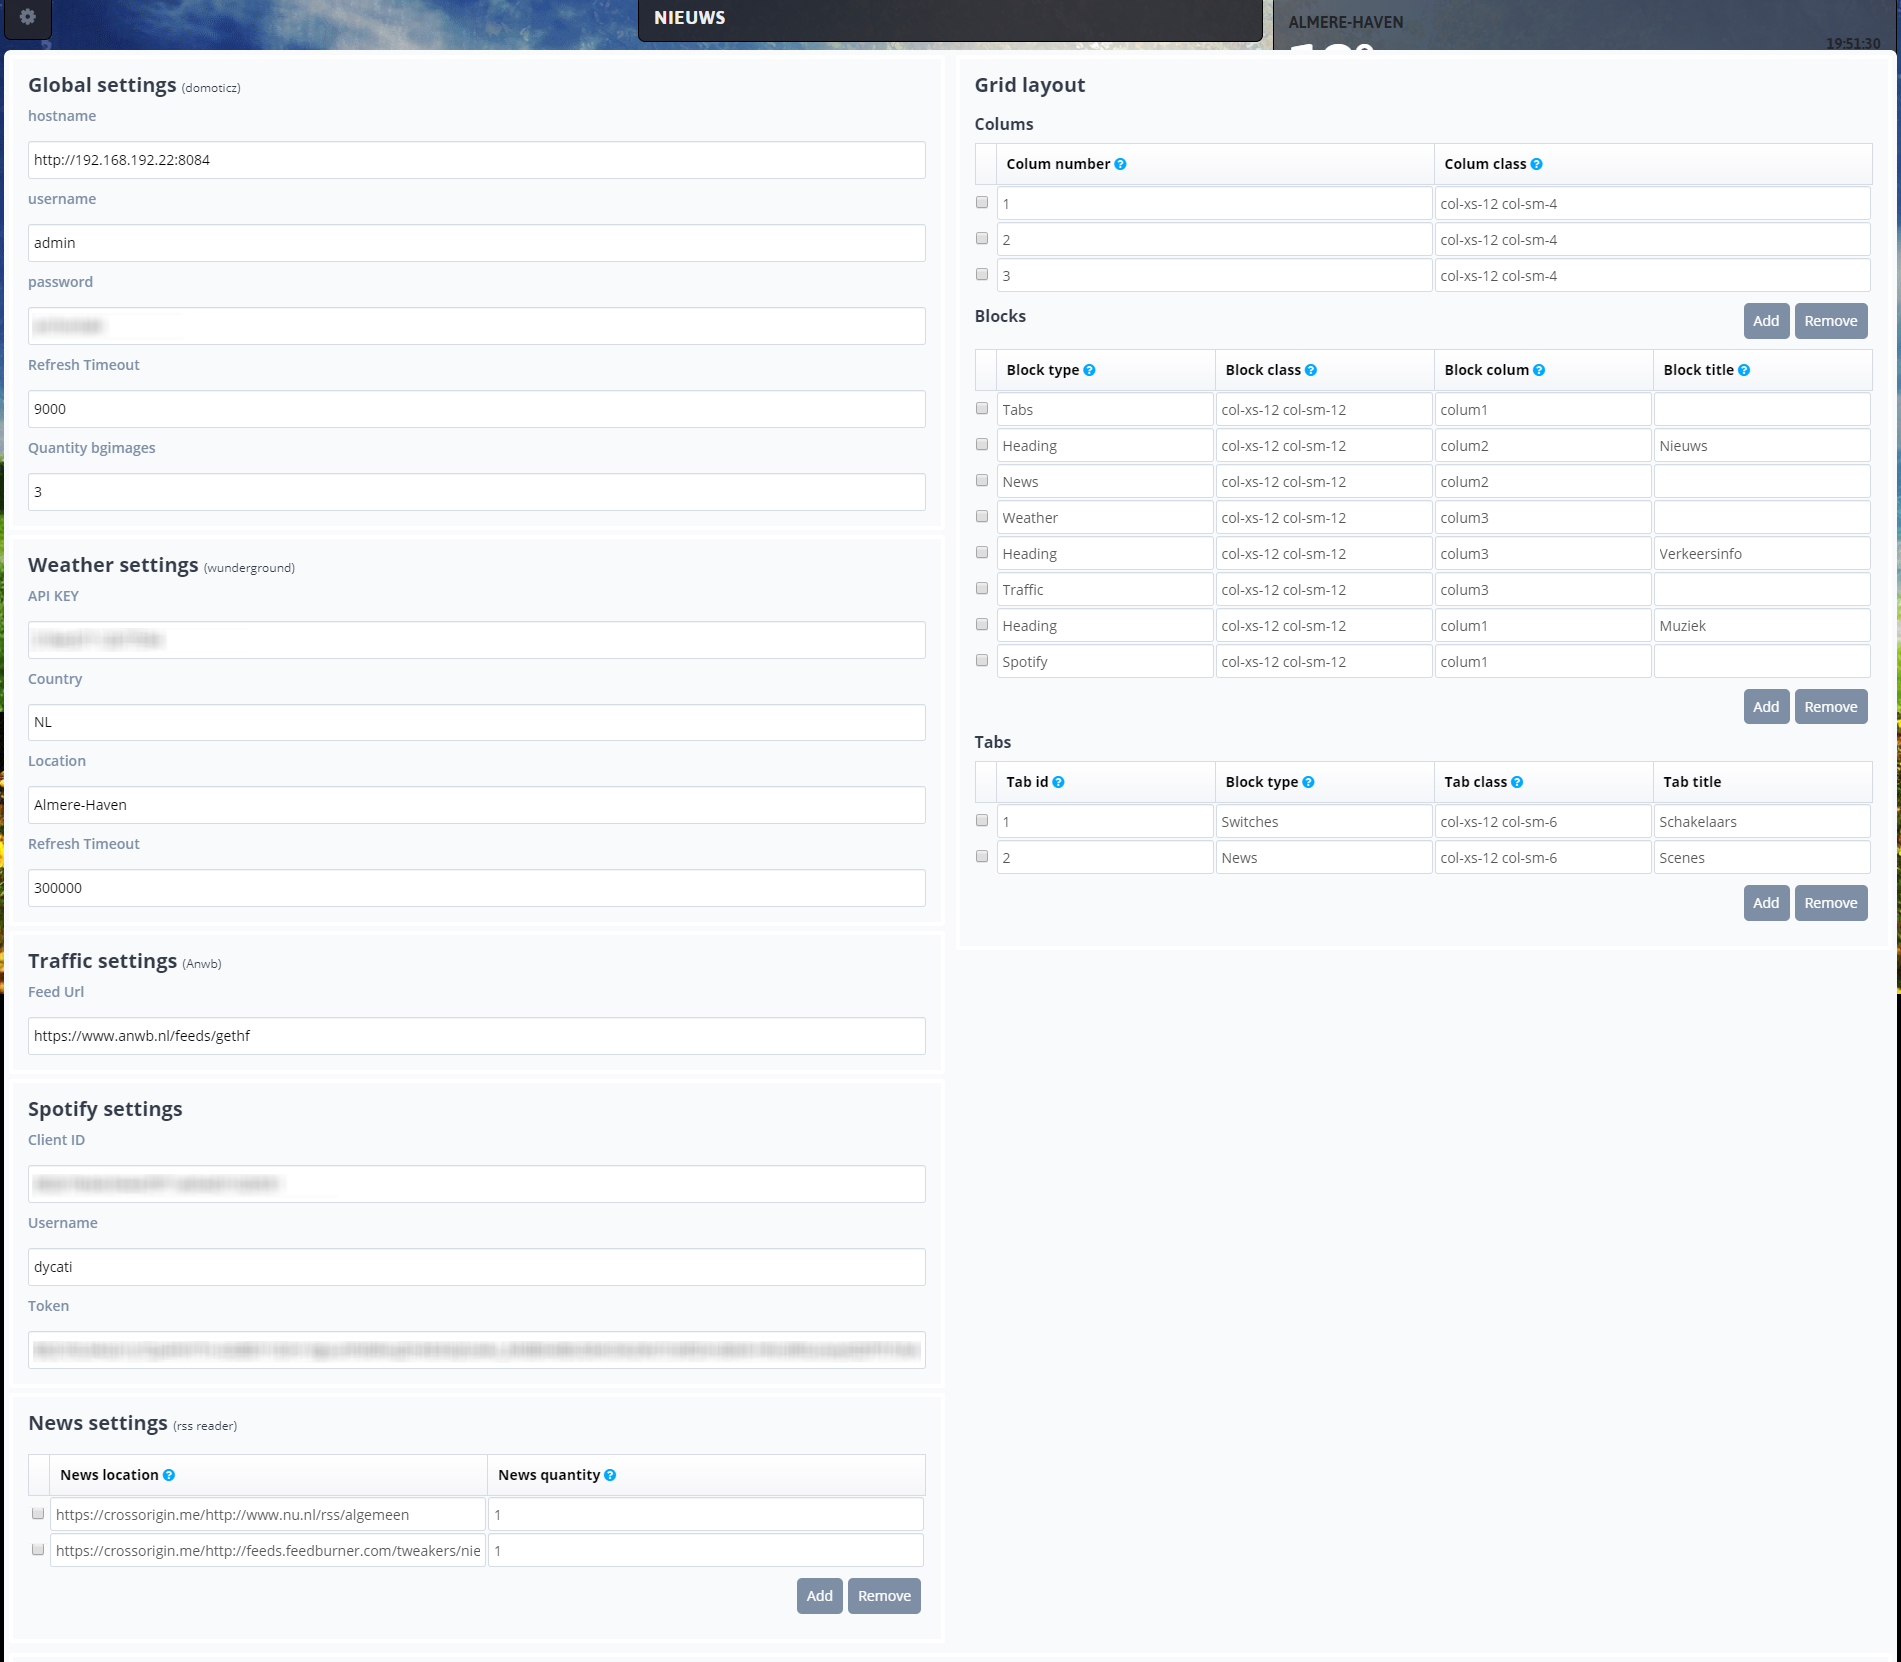 NIEUWS
ALMERE-HAVEN
19:51:30
Global settings (domoticz)
hostname
http://192.168.192.22:8084
username
admin
password
Refresh Timeout
9000
Quantity bgimages
3
Weather settings (wunderground)
API KEY
Country
NL
Location
Almere-Haven
Refresh Timeout
300000
Traffic settings (Anwb)
Feed Url
https://www.anwb.nl/feeds/gethf
Spotify settings
Client ID
Username
dycati
Token
News settings (rss reader)
News location News quantity
https://crossorigin.me/http://www.nu.nl/rss/algemeen 1
https://crossorigin.me/http://feeds.feedburner.com/tweakers/nie 1
Add Remove
Grid layout
Colums
Colum number Colum class
1 col-xs-12 col-sm-4
2 col-xs-12 col-sm-4
3 col-xs-12 col-sm-4
Blocks
Add Remove
Block type Block class Block colum Block title
Tabs col-xs-12 col-sm-12 colum1
Heading col-xs-12 col-sm-12 colum2 Nieuws
News col-xs-12 col-sm-12 colum2
Weather col-xs-12 col-sm-12 colum3
Heading col-xs-12 col-sm-12 colum3 Verkeersinfo
Traffic col-xs-12 col-sm-12 colum3
Heading col-xs-12 col-sm-12 colum1 Muziek
Spotify col-xs-12 col-sm-12 colum1
Add Remove
Tabs
Tab id Block type Tab class Tab title
1 Switches col-xs-12 col-sm-6 Schakelaars
2 News col-xs-12 col-sm-6 Scenes
Add Remove